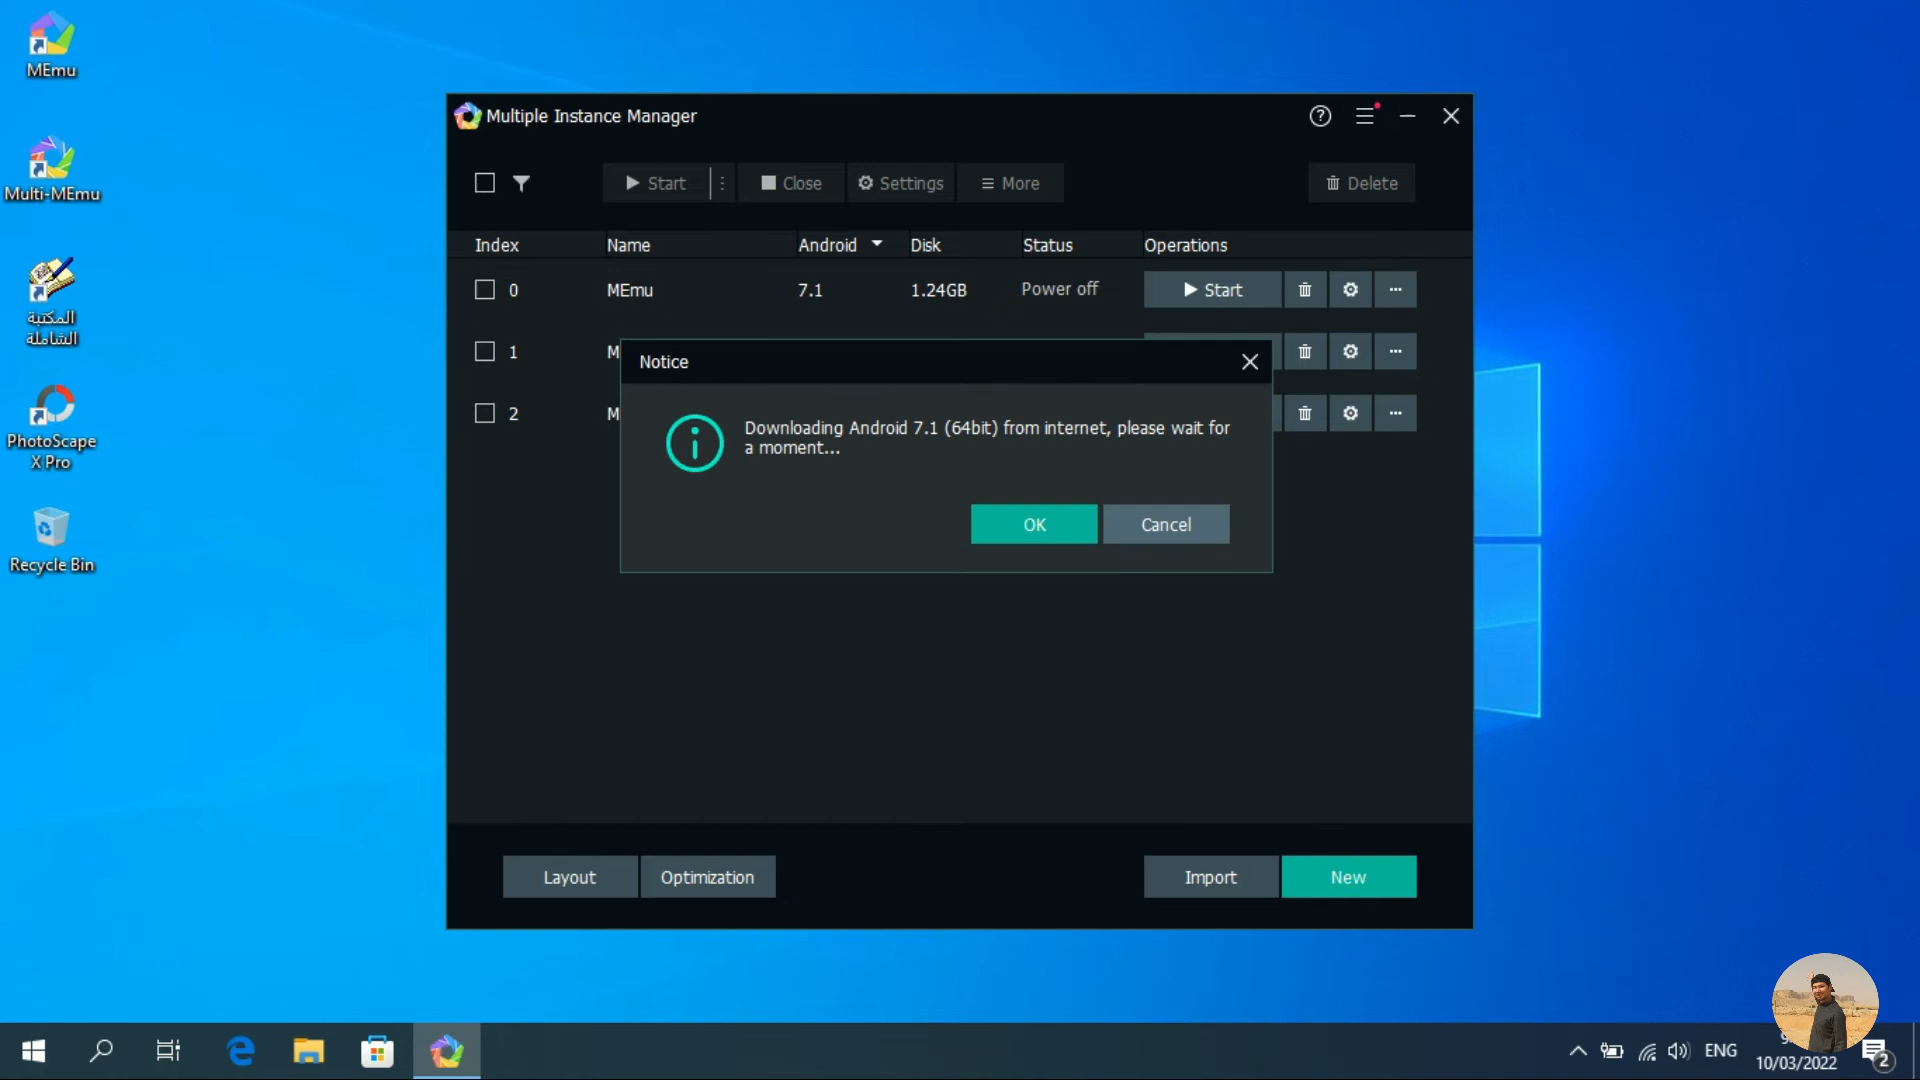 MEmu
Multi-MEmu
المكتبة
الشاملة
PhotoScape
X Pro
Recycle Bin
Multiple Instance Manager
Start
Close
Settings
More
Delete
Index Name Android Disk Status Operations
0 MEmu 7.1 1.24GB Power off Start
1 M
2 M
Notice
Downloading Android 7.1 (64bit) from internet, please wait for
a moment...
OK
Cancel
Layout
Optimization
Import
New
ENG
10/03/2022
2